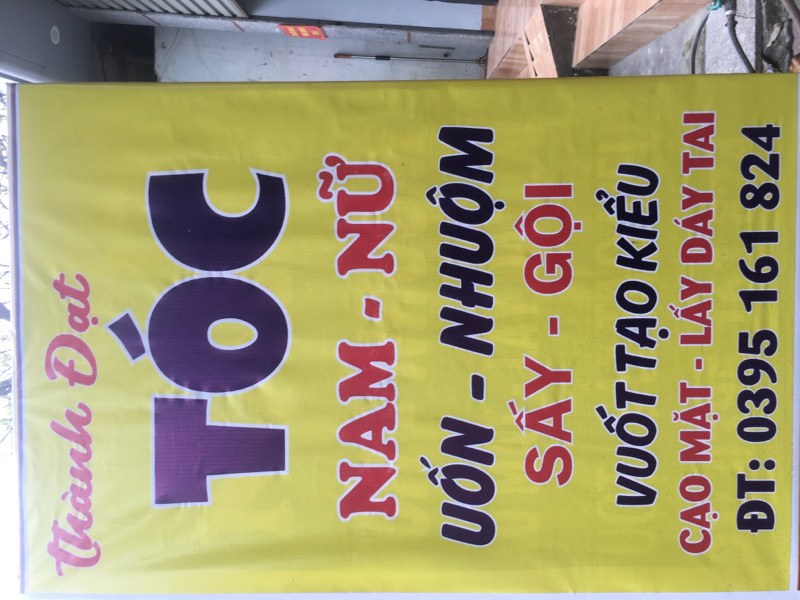 Thành Đạt
TÓC
NAM - NỮ
UỐN - NHUỘM
SẤY - GỘI
VUỐT TẠO KIỂU
CẠO MẶT - LẤY DÁY TAI
ĐT: 0395 161 824